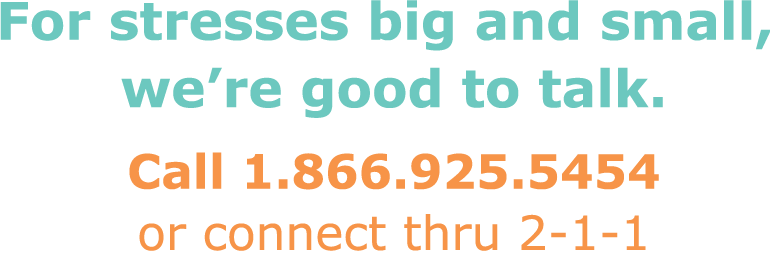 For stresses big and small,
we’re good to talk.
Call 1.866.925.5454
or connect thru 2-1-1